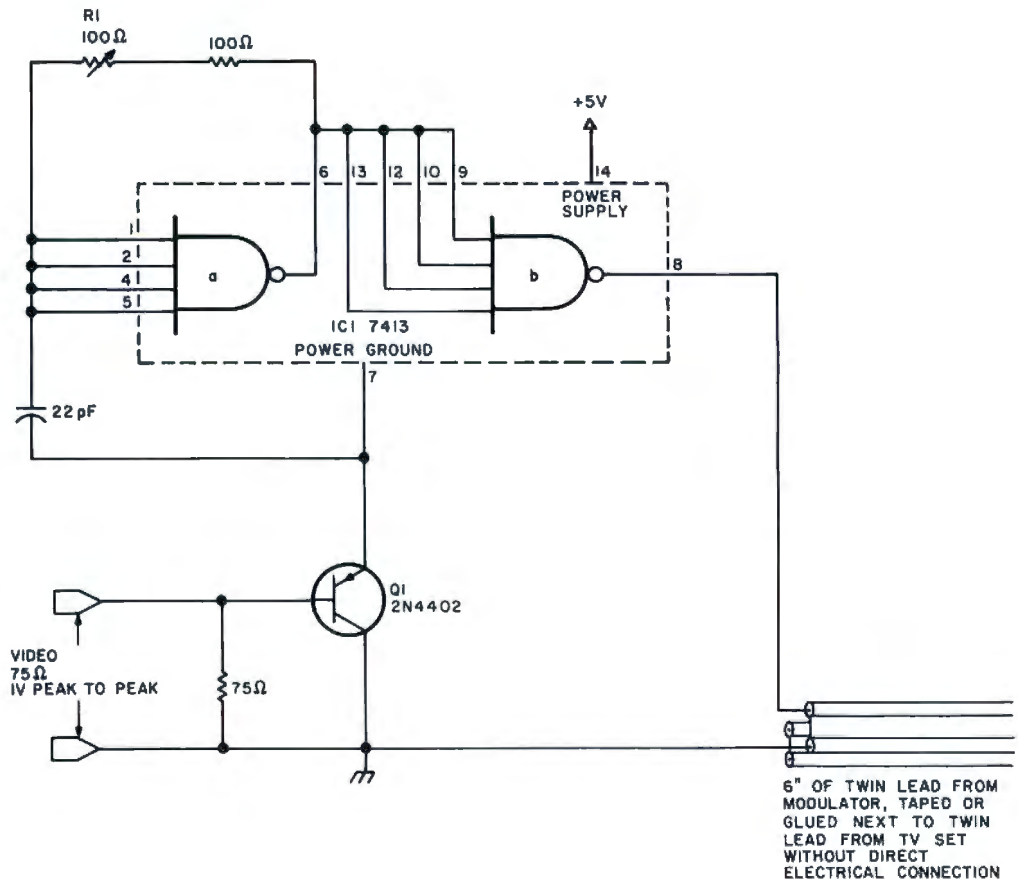 R1
100Ω
100Ω
+5V
6
13
12
10
9
14
POWER
SUPPLY
1
2
4
5
a
b
8
IC1 7413
POWER GROUND
7
22pF
Q1
2N4402
VIDEO
75Ω
1V PEAK TO PEAK
75Ω
6" OF TWIN LEAD FROM
MODULATOR, TAPED OR
GLUED NEXT TO TWIN
LEAD FROM TV SET
WITHOUT DIRECT
ELECTRICAL CONNECTION